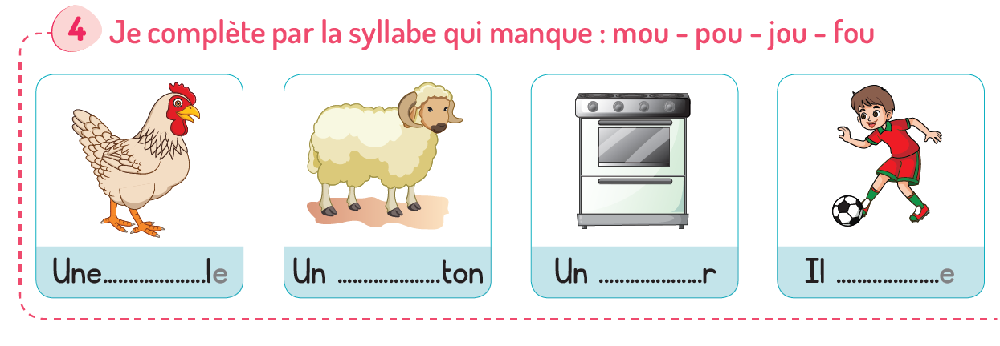 4 Je complète par la syllabe qui manque : mou - pou - jou - fou
Une.....................le
Un .....................ton
Un .....................r
Il .....................e